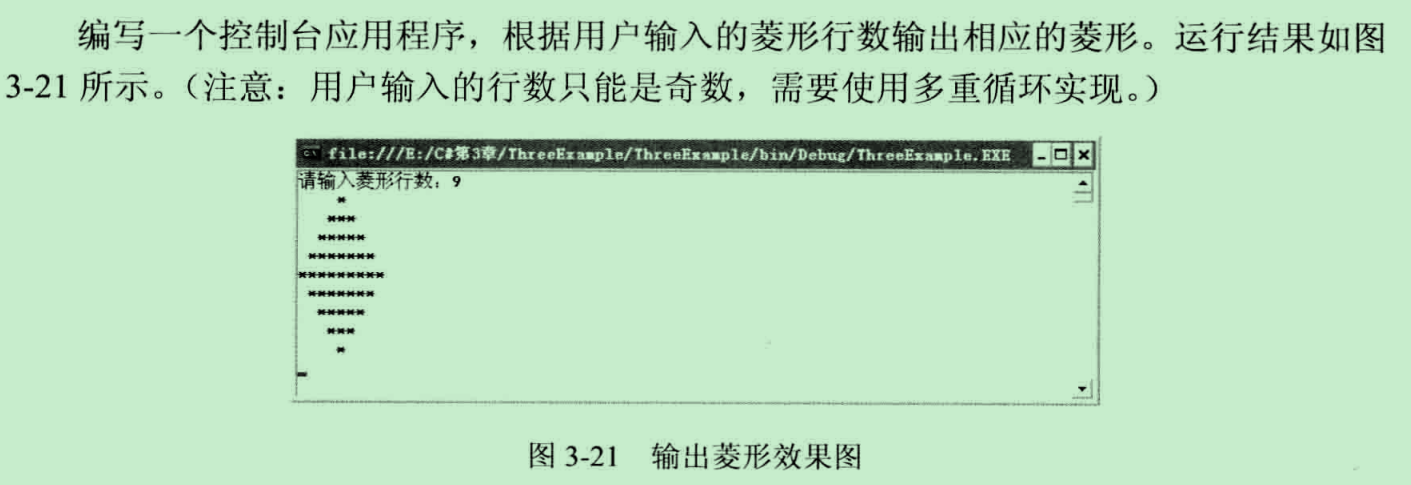 编写一个控制台应用程序，根据用户输入的菱形行数输出相应的菱形。运行结果如图
3-21 所示。（注意：用户输入的行数只能是奇数，需要使用多重循环实现。）
file:///E:/C#第3章/ThreeExample/ThreeExample/bin/Debug/ThreeExample.EXE
请输入菱形行数：9
    *
   ***
  *****
 *******
*********
 *******
  *****
   ***
    *
图 3-21 输出菱形效果图